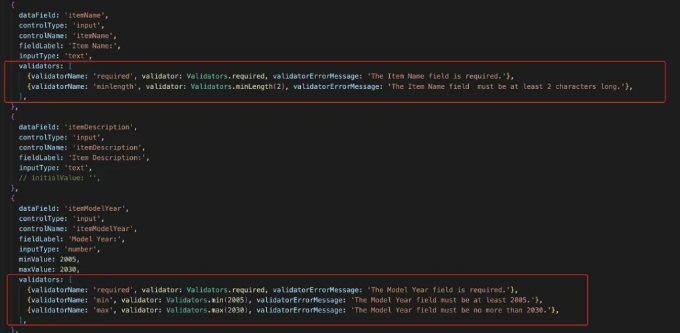 {
dataField: 'itemName',
controlType: 'input',
controlName: 'itemName',
fieldLabel: 'Item Name:',
inputType: 'text',
validators: [
{validatorName: 'required', validator: Validators.required, validatorErrorMessage: 'The Item Name field is required.'},
{validatorName: 'minlength', validator: Validators.minLength(2), validatorErrorMessage: 'The Item Name field  must be at least 2 characters long.'},
],
},
{
dataField: 'itemDescription',
controlType: 'input',
controlName: 'itemDescription',
fieldLabel: 'Item Description:',
inputType: 'text',
// initialValue: '',
},
{
dataField: 'itemModelYear',
controlType: 'input',
controlName: 'itemModelYear',
fieldLabel: 'Model Year:',
inputType: 'number',
minValue: 2005,
maxValue: 2030,
validators: [
{validatorName: 'required', validator: Validators.required, validatorErrorMessage: 'The Model Year field is required.'},
{validatorName: 'min', validator: Validators.min(2005), validatorErrorMessage: 'The Model Year field must be at least 2005.'},
{validatorName: 'max', validator: Validators.max(2030), validatorErrorMessage: 'The Model Year field must be no more than 2030.'},
],
},